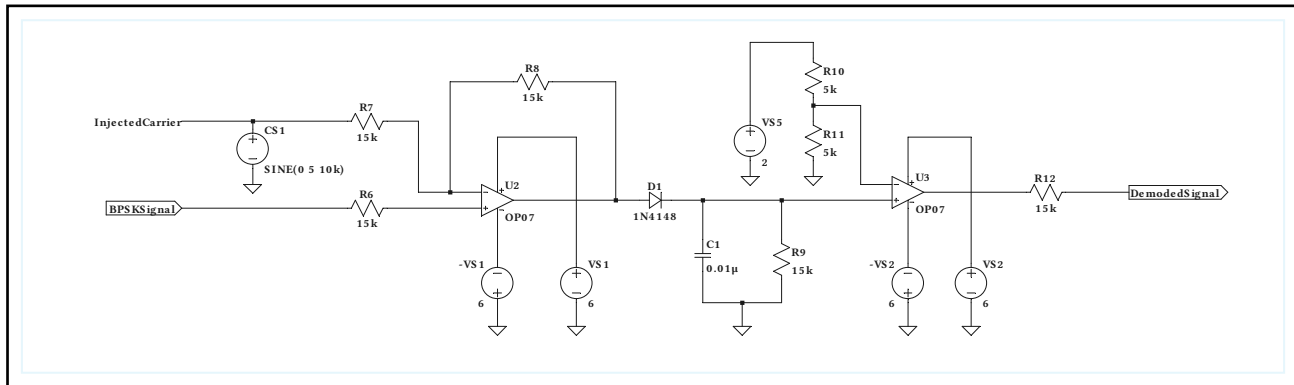 R8
15k
R10
5k
R7
15k
InjectedCarrier
CS1
SINE(0 5 10k)
VS5
2
R11
5k
U2
OP07
BPSKSignal
R6
15k
D1
1N4148
U3
OP07
R12
15k
DemodedSignal
-VS1
6
VS1
6
C1
0.01µ
R9
15k
-VS2
6
VS2
6